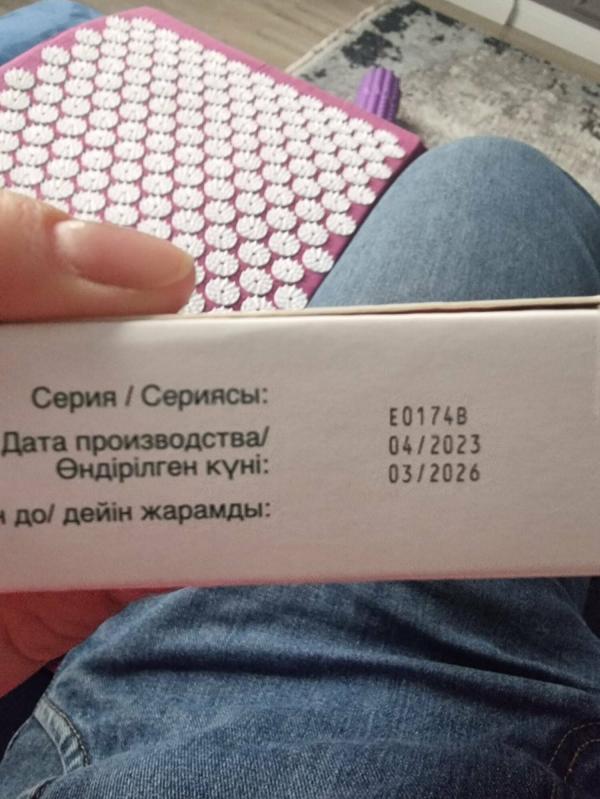 Серия / Сериясы:
E0174B
Дата производства/
04/2023
Өндірілген күні:
03/2026
до/ дейін жарамды: